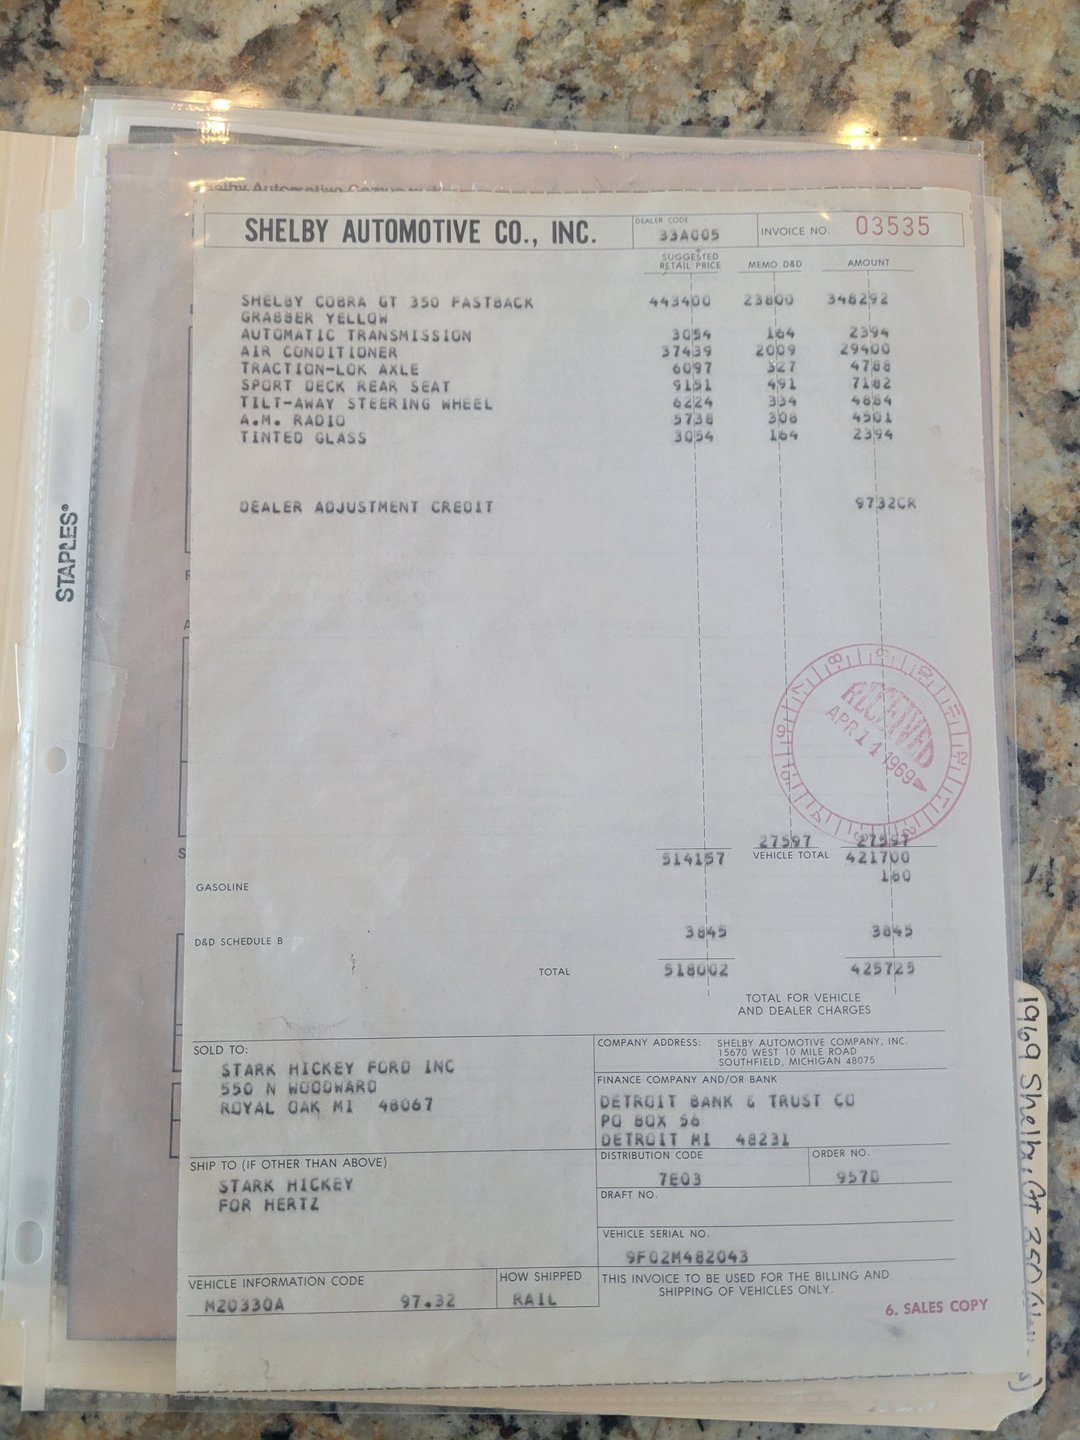 SHELBY AUTOMOTIVE CO., INC.
DEALER CODE
33A005
INVOICE NO. 03535
SUGGESTED RETAIL PRICE MEMO D&D AMOUNT
SHELBY COBRA GT 350 FASTBACK 443400 23800 348292
GRABBER YELLOW
AUTOMATIC TRANSMISSION 3054 164 2394
AIR CONDITIONER 37439 2009 29400
TRACTION-LOK AXLE 6097 327 4788
SPORT DECK REAR SEAT 9151 491 7182
TILT-AWAY STEERING WHEEL 6224 334 4884
A.M. RADIO 5738 308 4501
TINTED GLASS 3054 164 2394
DEALER ADJUSTMENT CREDIT 9732CR
RECEIVED
APR 14 1969
27597 27597
514157 VEHICLE TOTAL 421700
GASOLINE 180
D&D SCHEDULE B 3845 3845
TOTAL 518002 425725
TOTAL FOR VEHICLE
AND DEALER CHARGES
SOLD TO:
STARK HICKEY FORD INC
550 N WOODWARD
ROYAL OAK MI 48067
COMPANY ADDRESS: SHELBY AUTOMOTIVE COMPANY, INC.
15670 WEST 10 MILE ROAD
SOUTHFIELD, MICHIGAN 48075
FINANCE COMPANY AND/OR BANK
DETROIT BANK & TRUST CO
PO BOX 56
DETROIT MI 48231
SHIP TO (IF OTHER THAN ABOVE)
STARK HICKEY
FOR HERTZ
DISTRIBUTION CODE
7E03
ORDER NO.
957D
DRAFT NO.
VEHICLE SERIAL NO.
9F02M482043
VEHICLE INFORMATION CODE
M20330A 97.32
HOW SHIPPED
RAIL
THIS INVOICE TO BE USED FOR THE BILLING AND
SHIPPING OF VEHICLES ONLY.
6. SALES COPY
STAPLES®
1969 Shelby Gt 350